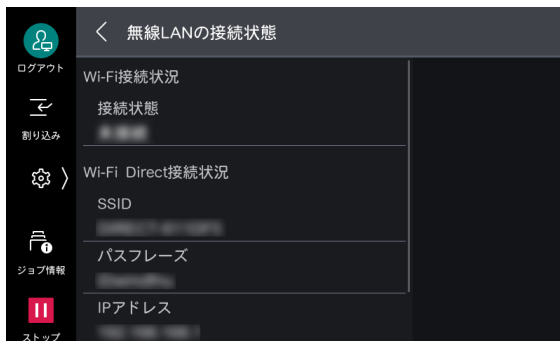 無線LANの接続状態
ログアウト
Wi-Fi接続状況
接続状態
割り込み
Wi-Fi Direct接続状況
SSID
パスフレーズ
ジョブ情報
IPアドレス
ストップ